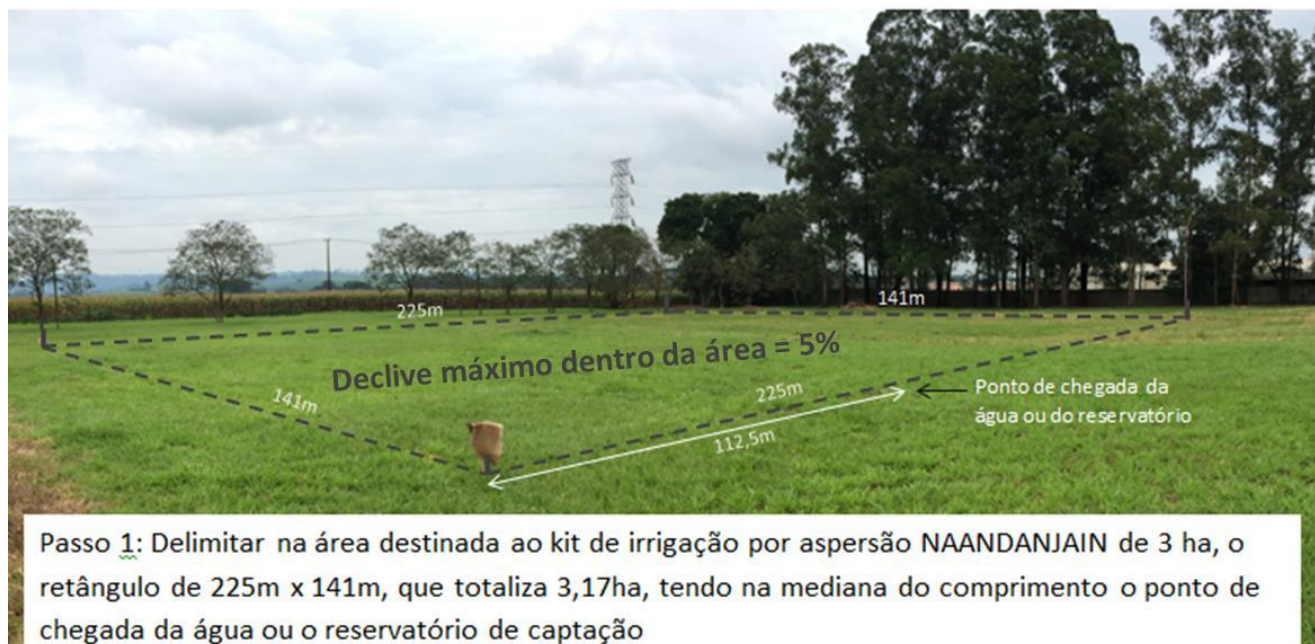 225m
141m
Declive máximo dentro da área = 5%
141m
225m
Ponto de chegada da
água ou do reservatório
112,5m
Passo 1: Delimitar na área destinada ao kit de irrigação por aspersão NAANDANJAIN de 3 ha, o
retângulo de 225m x 141m, que totaliza 3,17ha, tendo na mediana do comprimento o ponto de
chegada da água ou o reservatório de captação